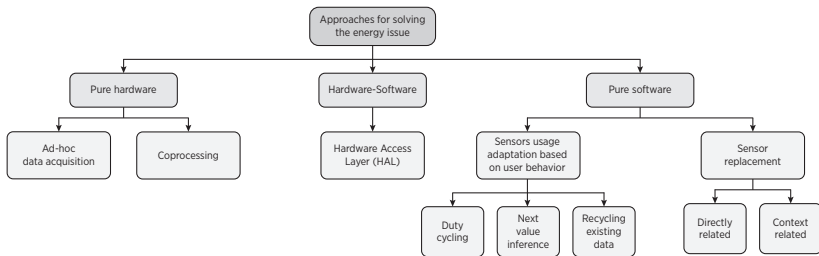 Approaches for solving
the energy issue
Pure hardware
Hardware-Software
Pure software
Ad-hoc
data acquisition
Coprocessing
Hardware Access
Layer (HAL)
Sensors usage
adaptation based
on user behavior
Sensor
replacement
Duty
cycling
Next
value
inference
Recycling
existing
data
Directly
related
Context
related